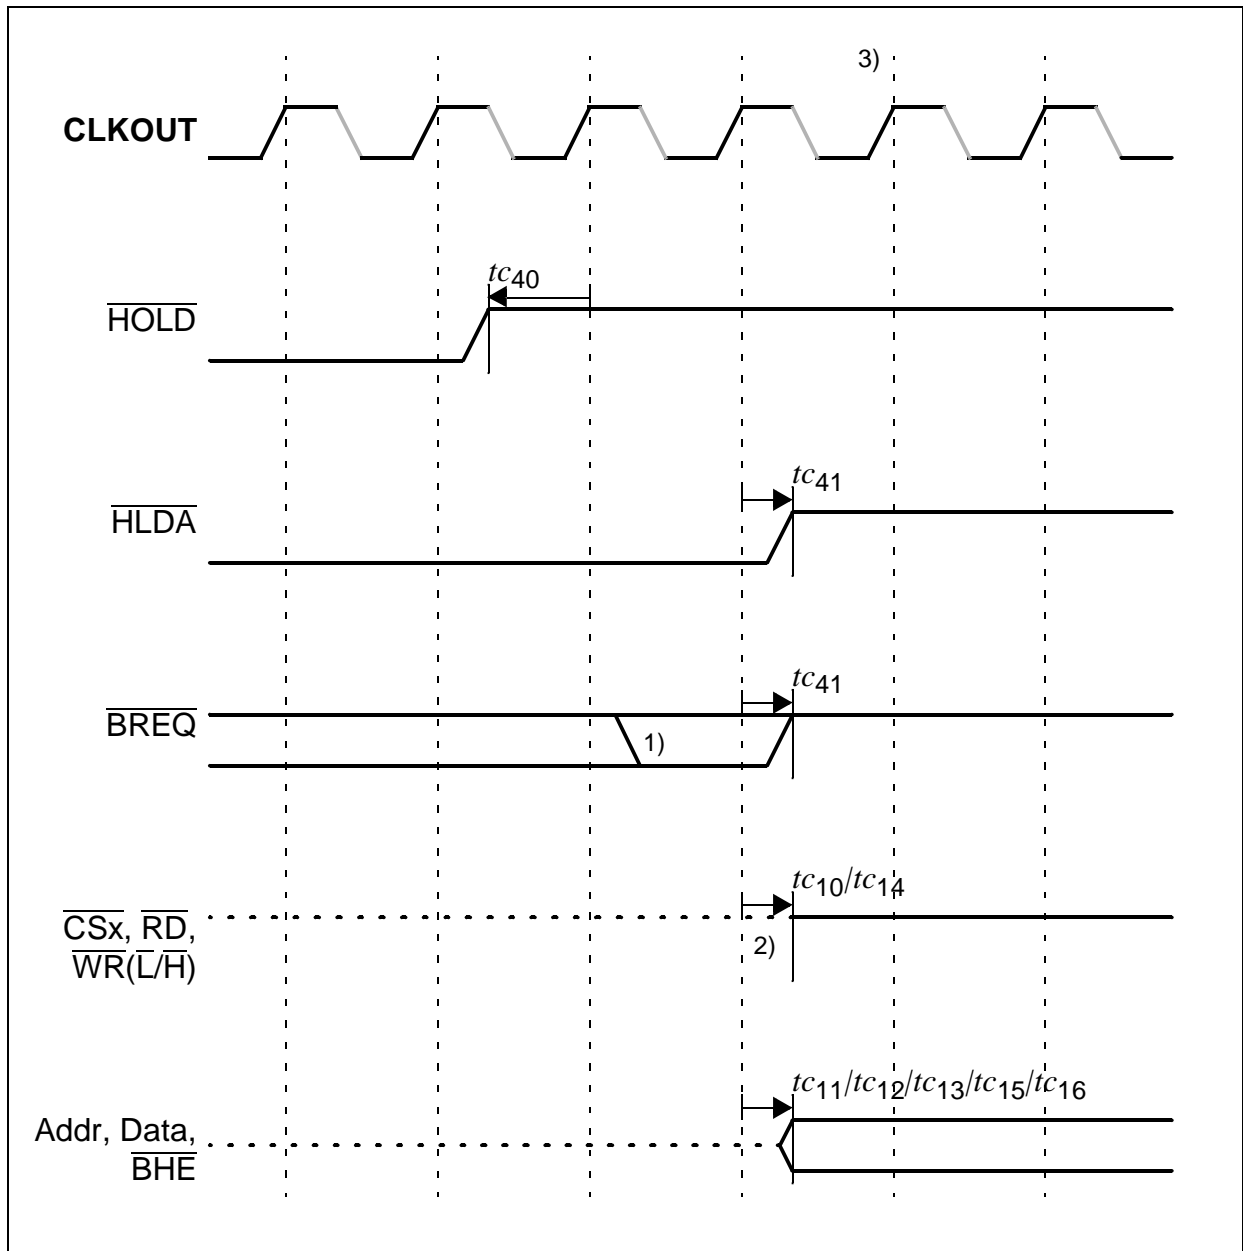 3)
CLKOUT
tc40
HOLD
tc41
HLDA
tc41
BREQ
1)
tc10/tc14
CSx, RD,
WR(L/H)
2)
tc11/tc12/tc13/tc15/tc16
Addr, Data,
BHE